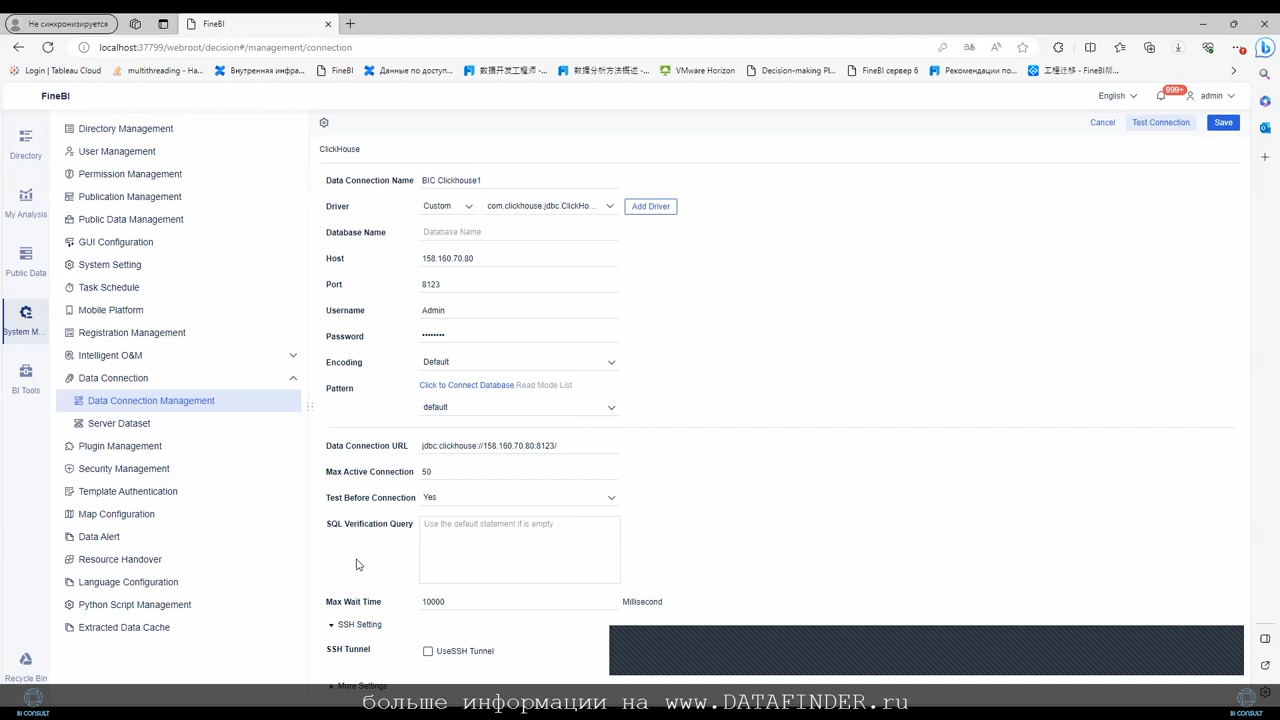 Не синхронизируется
FineBI
localhost:37799/webroot/decision#/management/connection
Login | Tableau Cloud
multithreading - Ha...
Внутренняя инфра...
FineBI
Данные по доступ...
数据开发工程师 -...
数据分析方法概述 -...
VMware Horizon
Decision-making Pl...
FineBI сервер 6
Рекомендации по...
工程迁移 - FineBI帮...
FineBI
English
999+
admin
Directory
My Analysis
Public Data
System M...
BI Tools
Recycle Bin
Directory Management
User Management
Permission Management
Publication Management
Public Data Management
GUI Configuration
System Setting
Task Schedule
Mobile Platform
Registration Management
Intelligent O&M
Data Connection
Data Connection Management
Server Dataset
Plugin Management
Security Management
Template Authentication
Map Configuration
Data Alert
Resource Handover
Language Configuration
Python Script Management
Extracted Data Cache
Cancel
Test Connection
Save
ClickHouse
Data Connection Name BIC Clickhouse1
Driver Custom com.clickhouse.jdbc.ClickHo... Add Driver
Database Name Database Name
Host 158.160.70.80
Port 8123
Username Admin
Password ••••••••
Encoding Default
Pattern Click to Connect Database Read Mode List
default
Data Connection URL jdbc:clickhouse://158.160.70.80:8123/
Max Active Connection 50
Test Before Connection Yes
SQL Verification Query Use the default statement if is empty
Max Wait Time 10000 Millisecond
SSH Setting
SSH Tunnel UseSSH Tunnel
More Settings
больше информации на www.DATAFINDER.ru
IN CONSULT
IN CONSULT